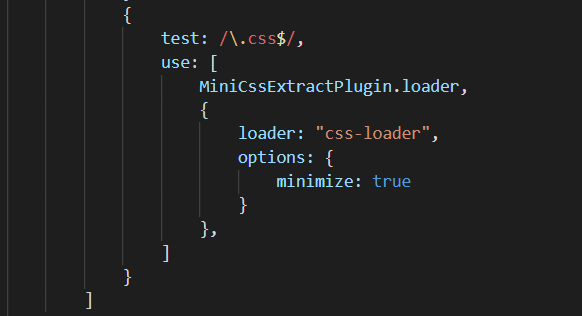 {
test: /\.css$/,
use: [
MiniCssExtractPlugin.loader,
{
loader: "css-loader",
options: {
minimize: true
}
},
]
}
]